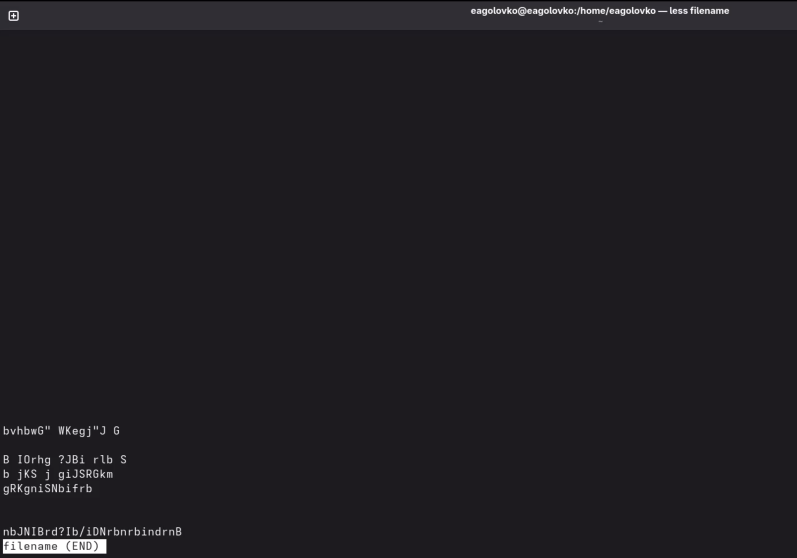 eagolovko@eagolovko:/home/eagolovko — less filename
~
bvhbwG" WKegj"J G
B IOrhg ?JBi rlb S
b jKS j giJSRGkm
gRKgniSNbifrb
nbJNIBrd?Ib/iDNrbnrbindrnB
filename (END)